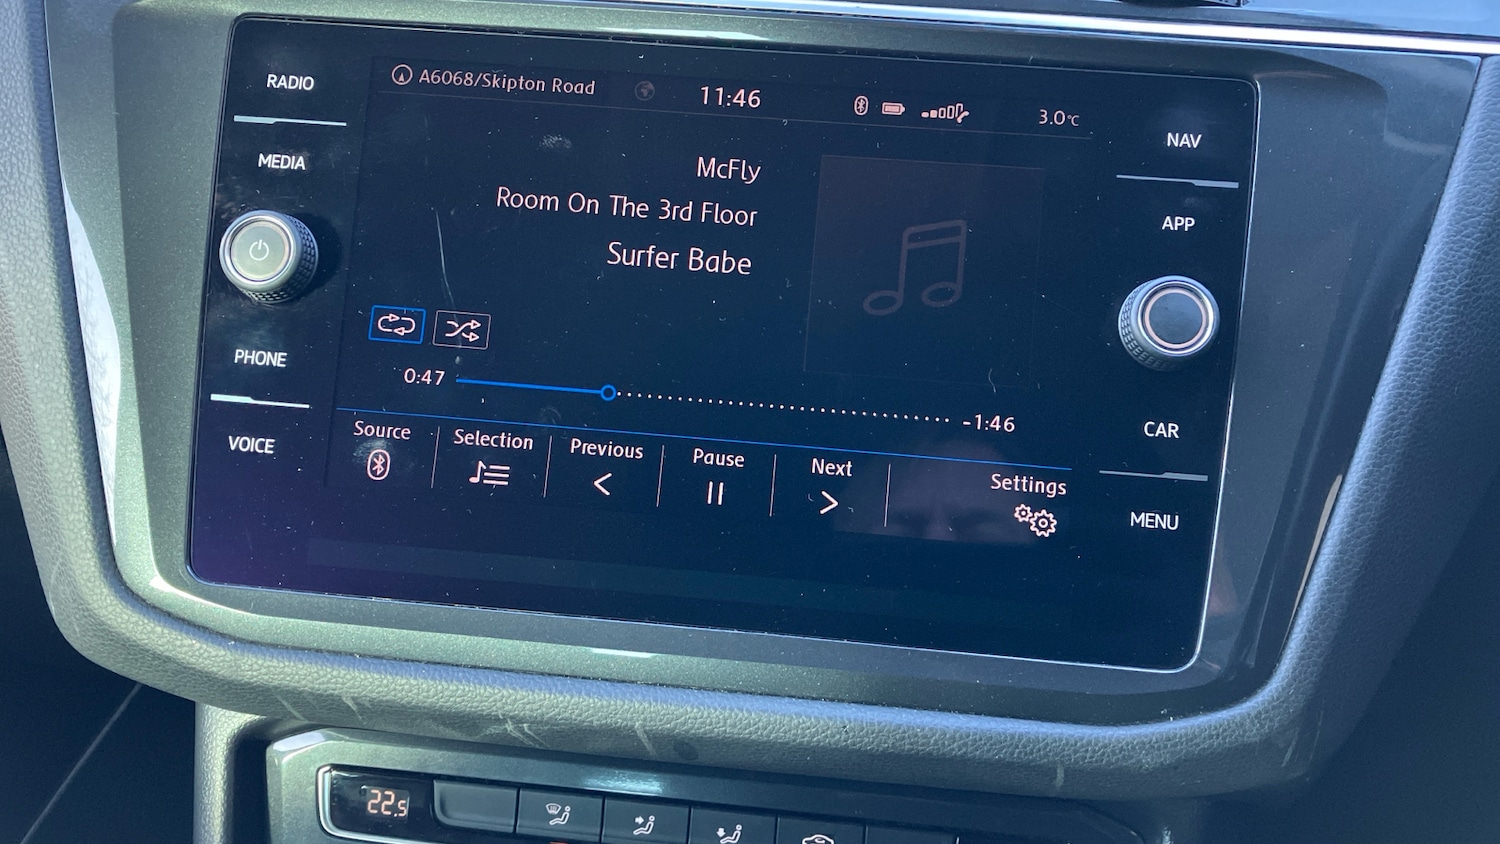 RADIO
MEDIA
PHONE
VOICE
A6068/Skipton Road
11:46
3.0°C
McFly
Room On The 3rd Floor
Surfer Babe
0:47
-1:46
Source
Selection
Previous
Pause
Next
Settings
NAV
APP
CAR
MENU
22.5